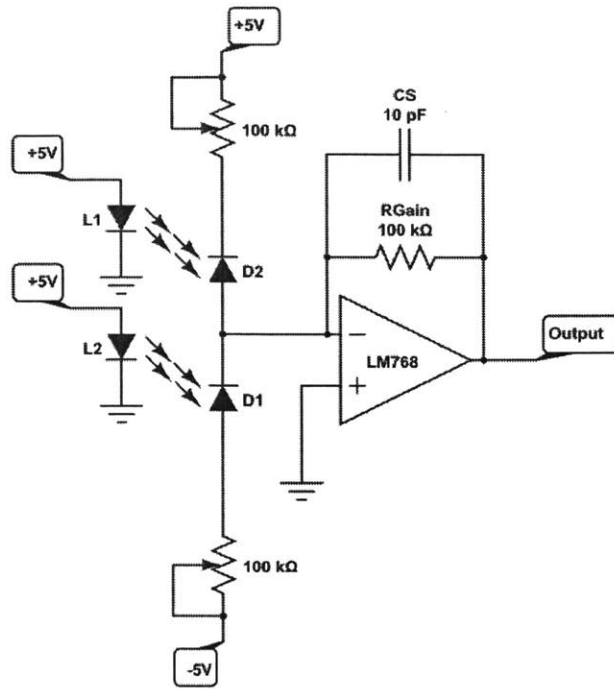 +5V
100 kΩ
CS
10 pF
+5V
L1
RGain
100 kΩ
D2
+5V
L2
LM768
Output
D1
100 kΩ
-5V